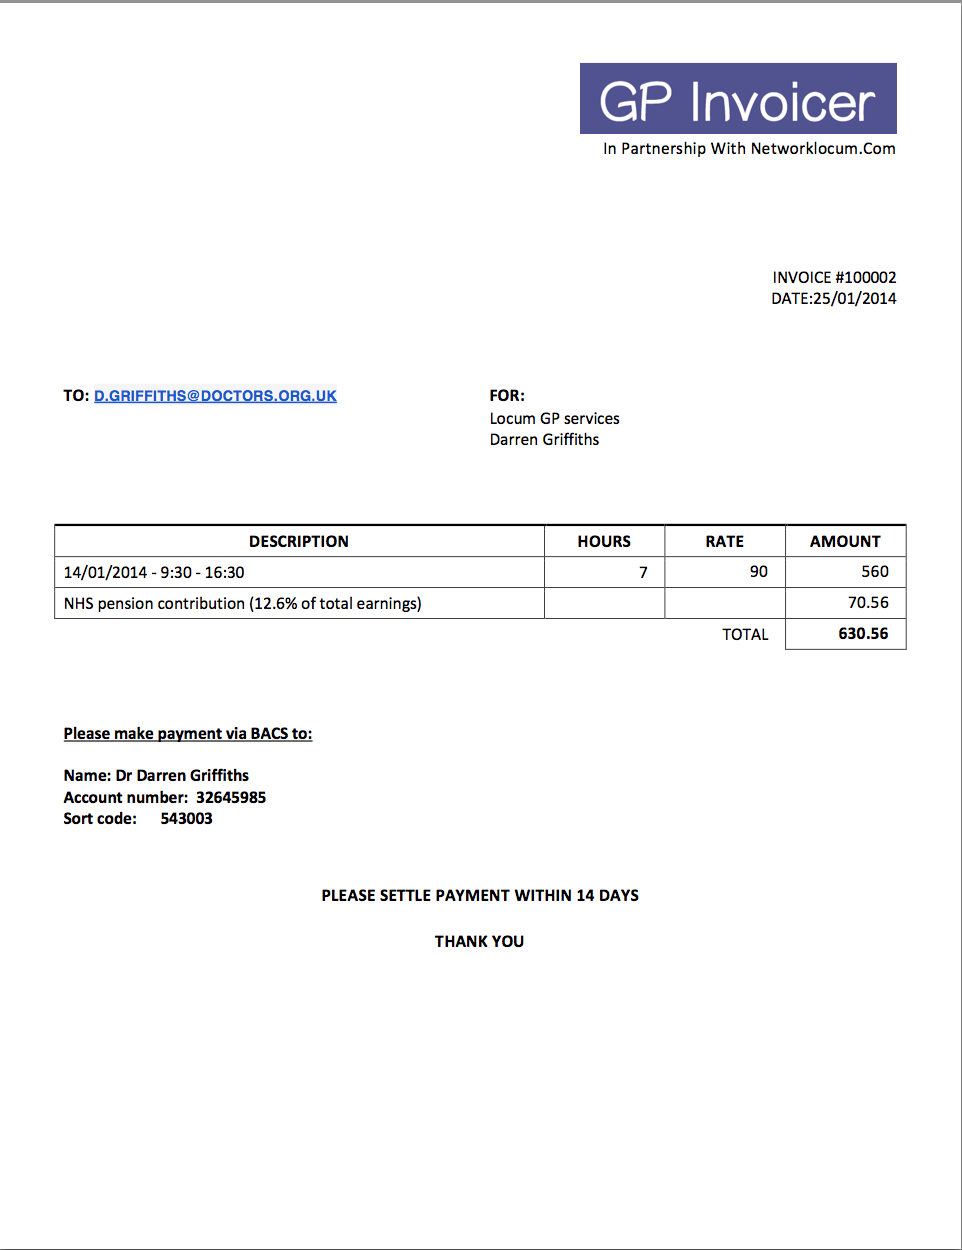 GP Invoicer
In Partnership With Networklocum.Com
INVOICE #100002
DATE:25/01/2014
TO: D.GRIFFITHS@DOCTORS.ORG.UK
FOR:
Locum GP services
Darren Griffiths
DESCRIPTION HOURS RATE AMOUNT
14/01/2014 - 9:30 - 16:30 7 90 560
NHS pension contribution (12.6% of total earnings) 70.56
TOTAL 630.56
Please make payment via BACS to:
Name: Dr Darren Griffiths
Account number: 32645985
Sort code: 543003
PLEASE SETTLE PAYMENT WITHIN 14 DAYS
THANK YOU